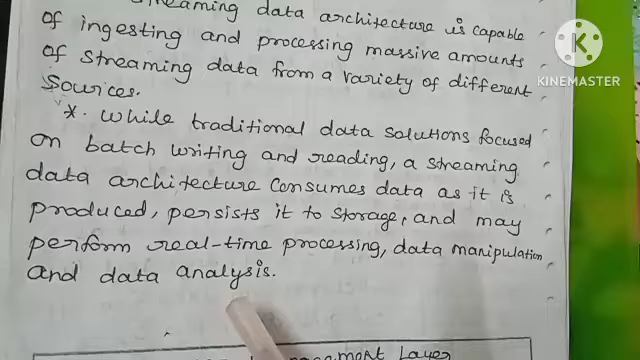 Streaming data architecture is capable
of ingesting and processing massive amounts
of streaming data from a variety of different
Sources.
*. While traditional data solutions focused
on batch writing and reading, a streaming
data architecture consumes data as it is
produced, persists it to storage, and may
perform real-time processing, data manipulation
and data analysis.
Layer
KINEMASTER